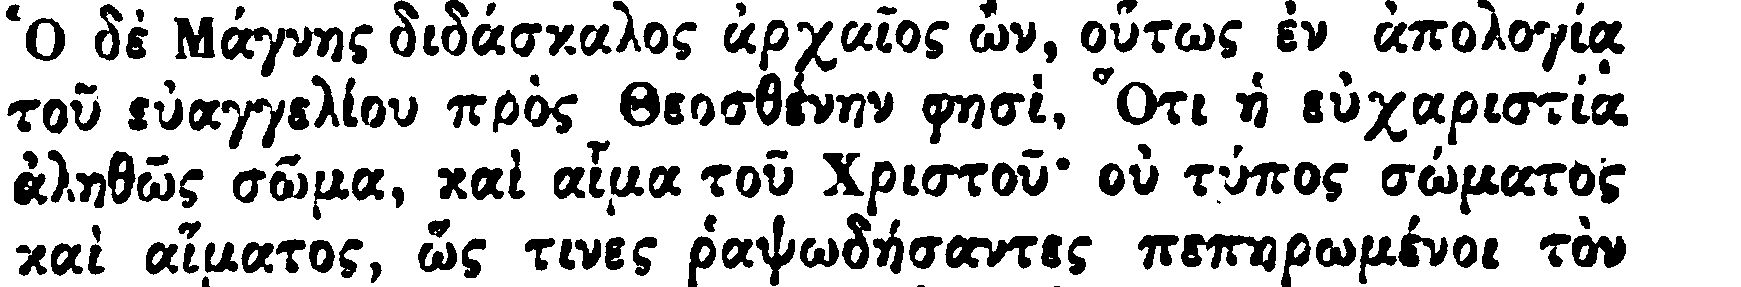 Ὁ δὲ Μάγνης διδάσκαλος ἀρχαῖος ὢν, οὕτως ἐν ἀπολογίᾳ
τοῦ εὐαγγελίου πρὸς Θεοσθένην φησὶ, Ὅτι ἡ εὐχαριστία
ἀληθῶς σῶμα, καὶ αἷμα τοῦ Χριστοῦ· οὐ τύπος σώματος
καὶ αἵματος, ὥς τινες ῥαψωδήσαντες πεπηρωμένοι τὸν